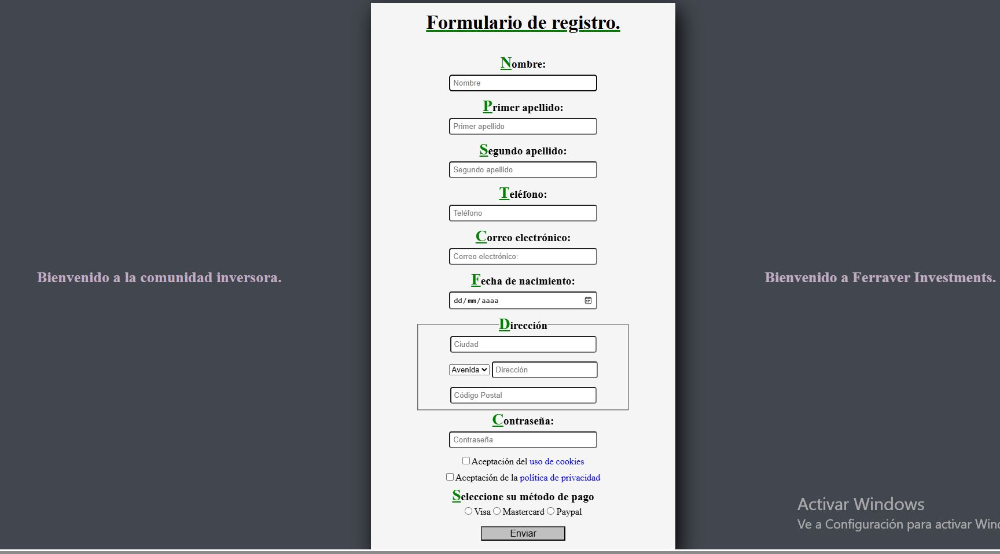 Formulario de registro.
Nombre:
Nombre
Primer apellido:
Primer apellido
Segundo apellido:
Segundo apellido
Teléfono:
Teléfono
Correo electrónico:
Correo electrónico:
Bienvenido a la comunidad inversora.
Bienvenido a Ferraver Investments.
Fecha de nacimiento:
dd/mm/aaaa
Dirección
Ciudad
Avenida Dirección
Código Postal
Contraseña:
Contraseña
Aceptación del uso de cookies
Aceptación de la política de privacidad
Seleccione su método de pago
Visa Mastercard Paypal
Enviar
Activar Windows
Ve a Configuración para activar